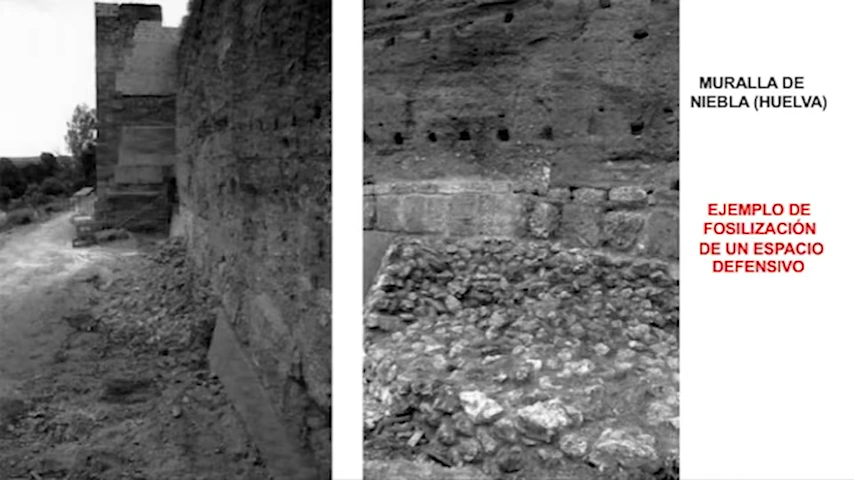 MURALLA DE
NIEBLA (HUELVA)
EJEMPLO DE
FOSILIZACIÓN
DE UN ESPACIO
DEFENSIVO